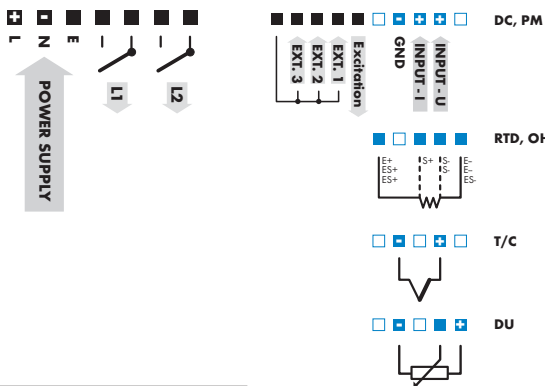 + - 
L N E
POWER SUPPLY
L1
L2
- + +
DC, PM
EXT. 3
EXT. 2
EXT. 1
Excitation
GND
INPUT - I
INPUT - U
RTD, OH
E+
ES+
ES+
S+
S-
S-
E-
E-
ES-
- +
T/C
- +
DU